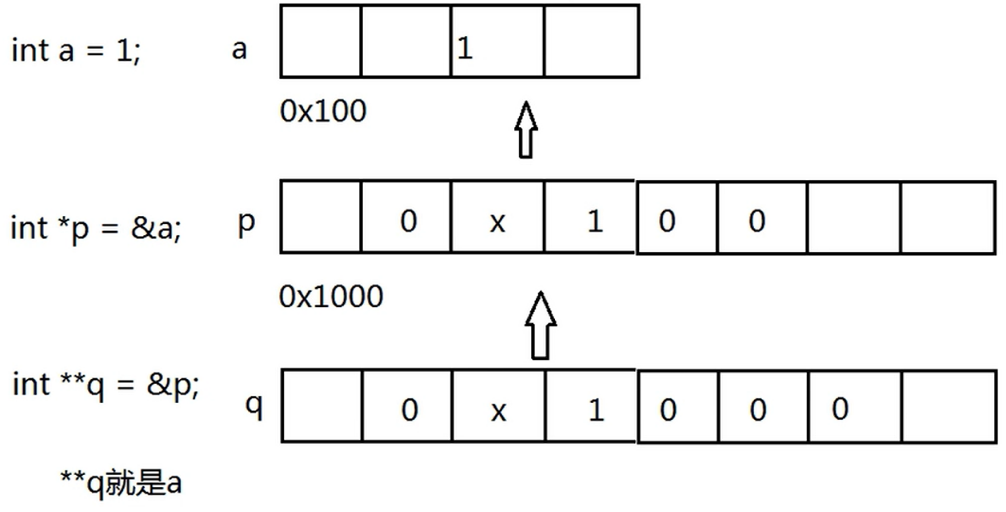 int a = 1; a 1
0x100
int *p = &a; p 0 x 1 0 0
0x1000
int **q = &p; q 0 x 1 0 0 0
**q就是a